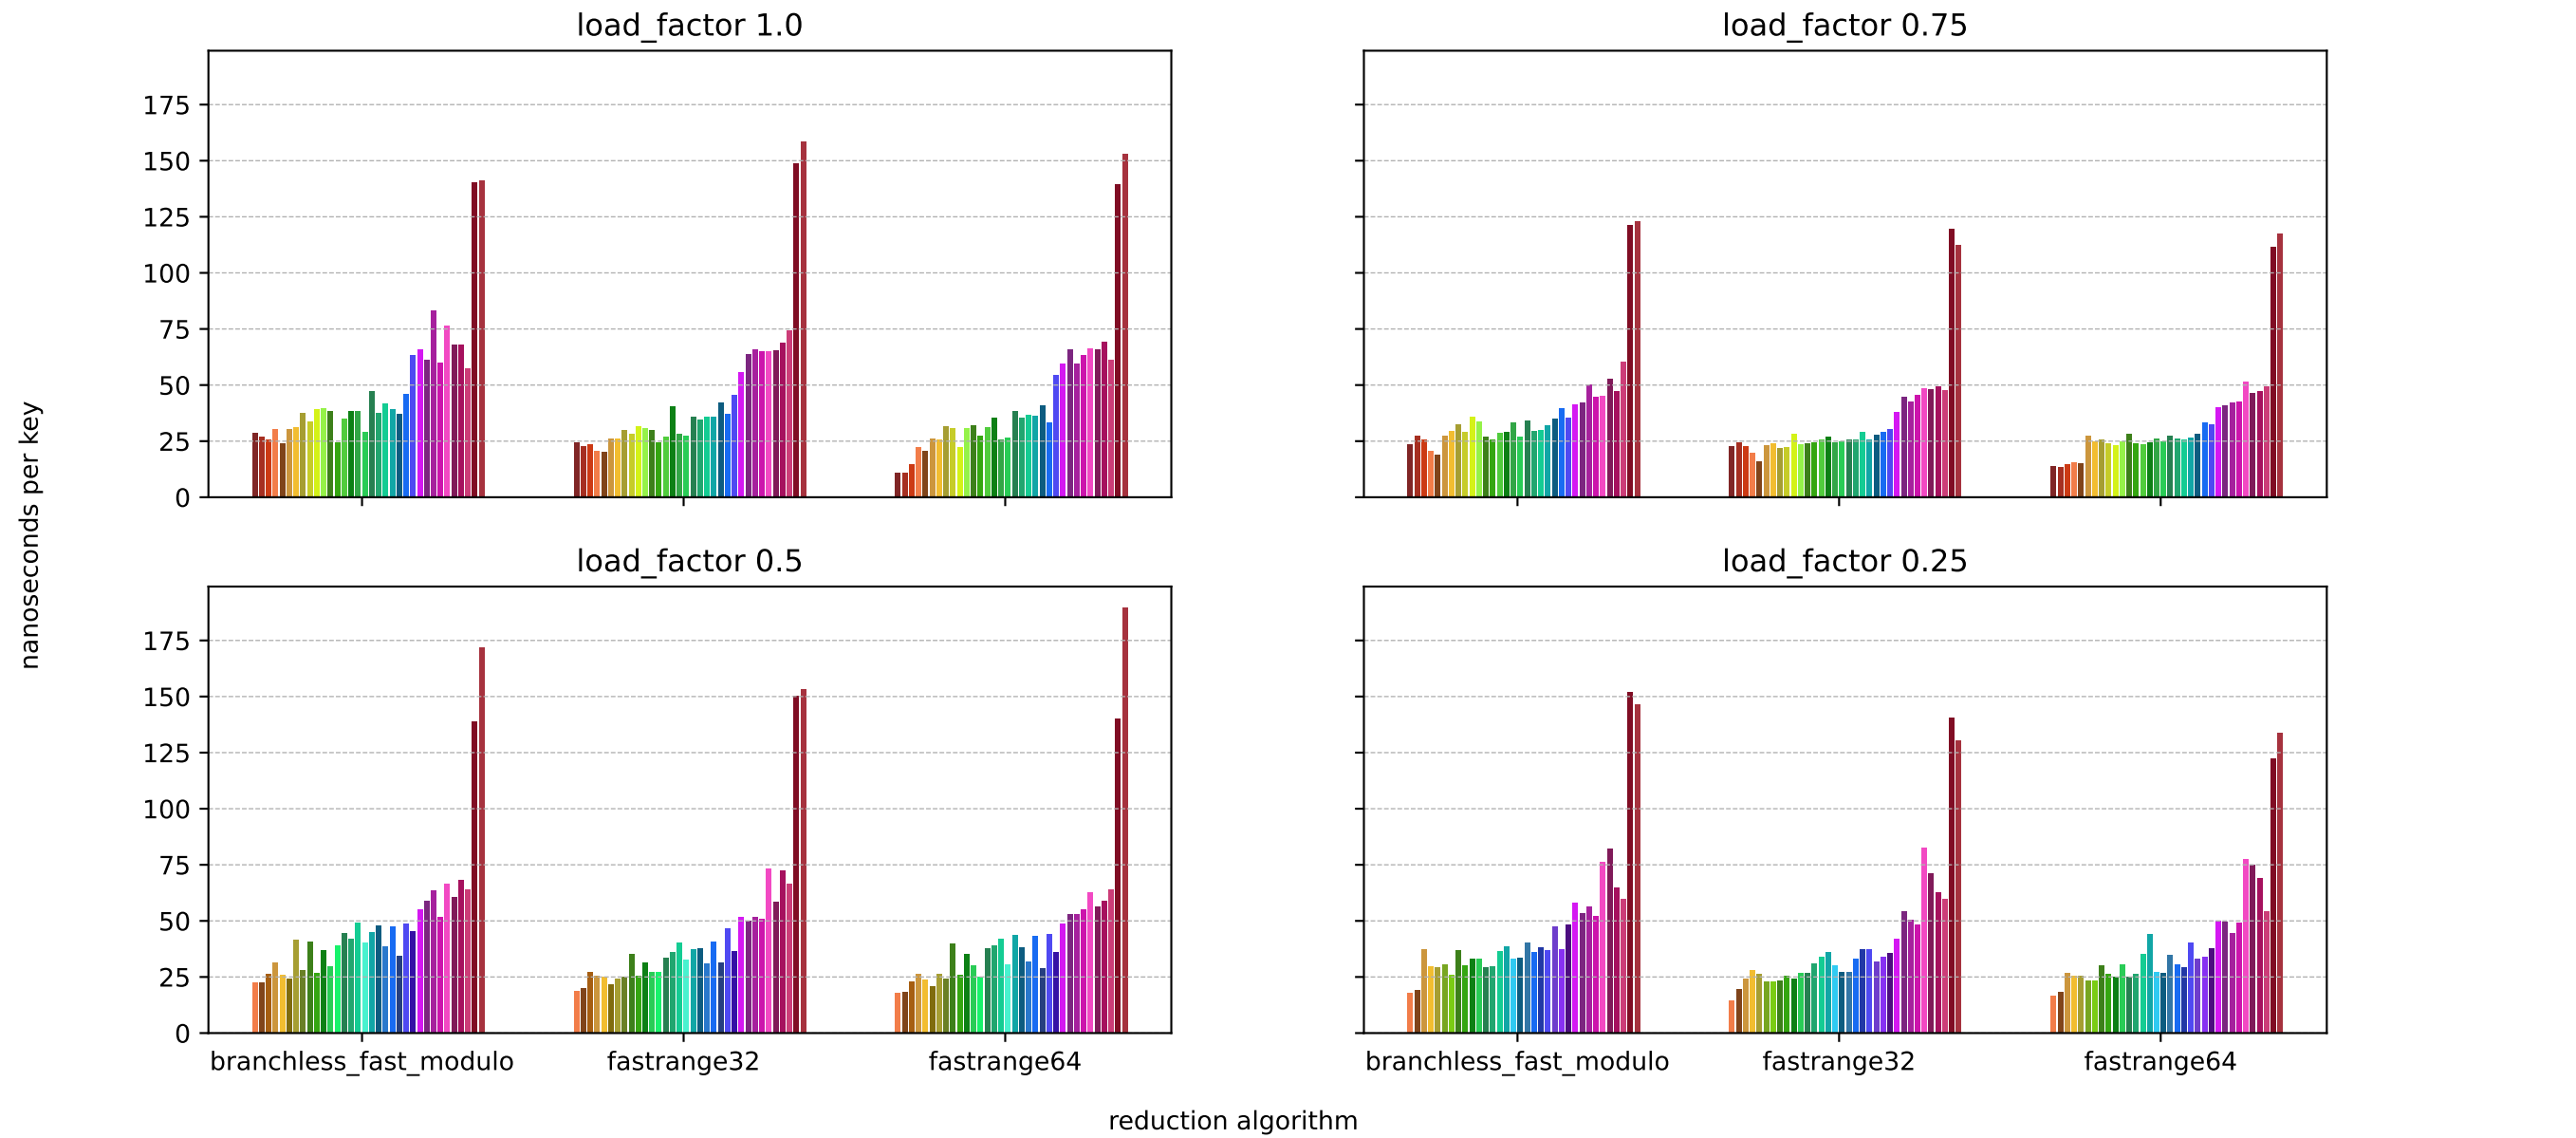 load_factor 1.0
load_factor 0.75
175
150
125
100
75
50
25
0
nanoseconds per key
load_factor 0.5
load_factor 0.25
175
150
125
100
75
50
25
0
branchless_fast_modulo
fastrange32
fastrange64
branchless_fast_modulo
fastrange32
fastrange64
reduction algorithm